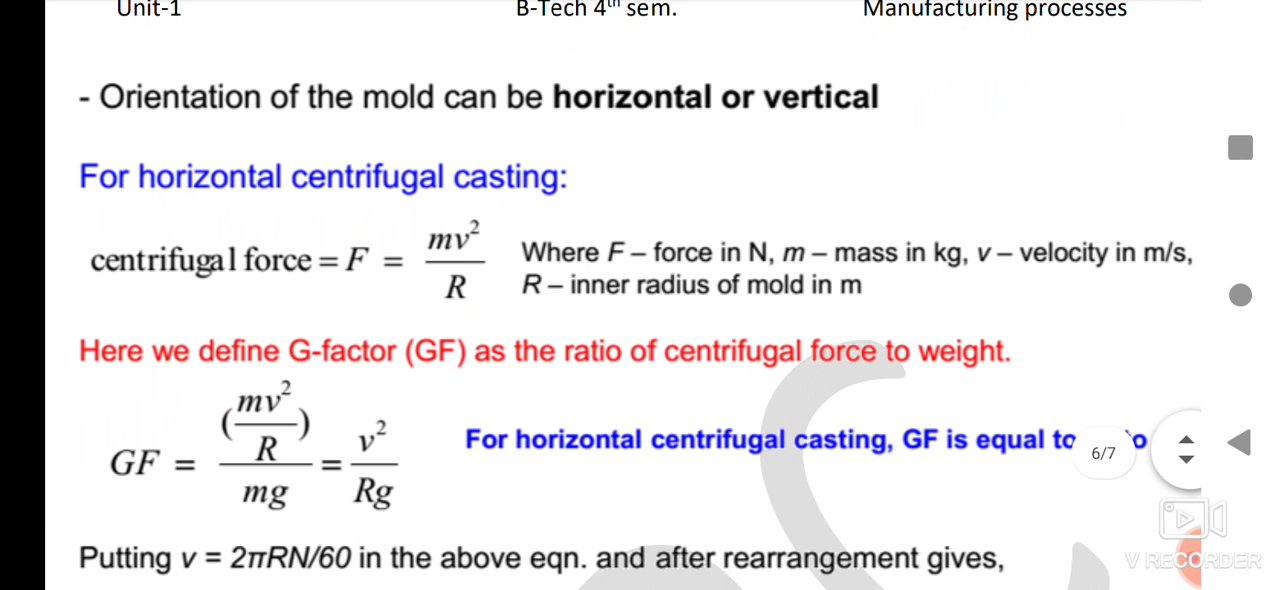 Unit-1 B-Tech 4th sem. Manufacturing processes
- Orientation of the mold can be horizontal or vertical
For horizontal centrifugal casting:
centrifugal force = F = mv²/R Where F – force in N, m – mass in kg, v – velocity in m/s,
R – inner radius of mold in m
Here we define G-factor (GF) as the ratio of centrifugal force to weight.
GF = (mv²/R)/mg = v²/Rg For horizontal centrifugal casting, GF is equal to
6/7
Putting v = 2πRN/60 in the above eqn. and after rearrangement gives,
V RECORDER